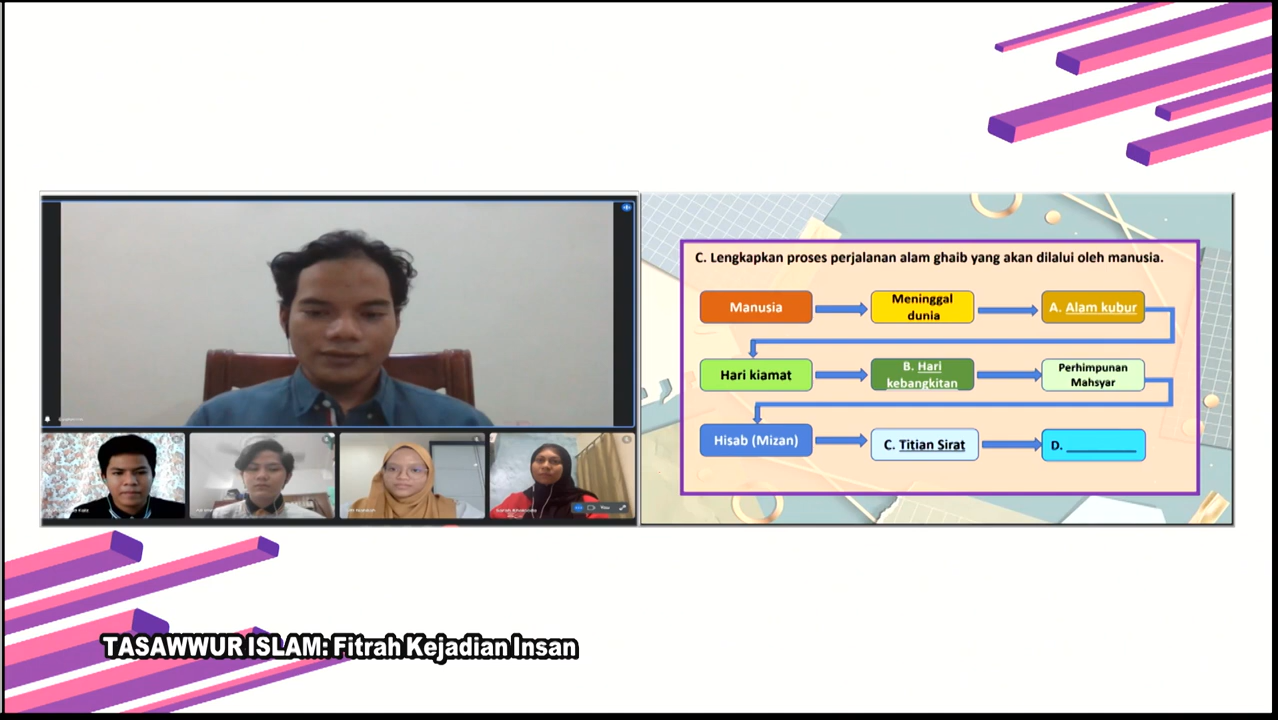 C. Lengkapkan proses perjalanan alam ghaib yang akan dilalui oleh manusia.
Manusia
Meninggal
dunia
A. Alam kubur
Hari kiamat
B. Hari
kebangkitan
Perhimpunan
Mahsyar
Hisab (Mizan)
C. Titian Sirat
D. __________
TASAWWUR ISLAM: Fitrah Kejadian Insan